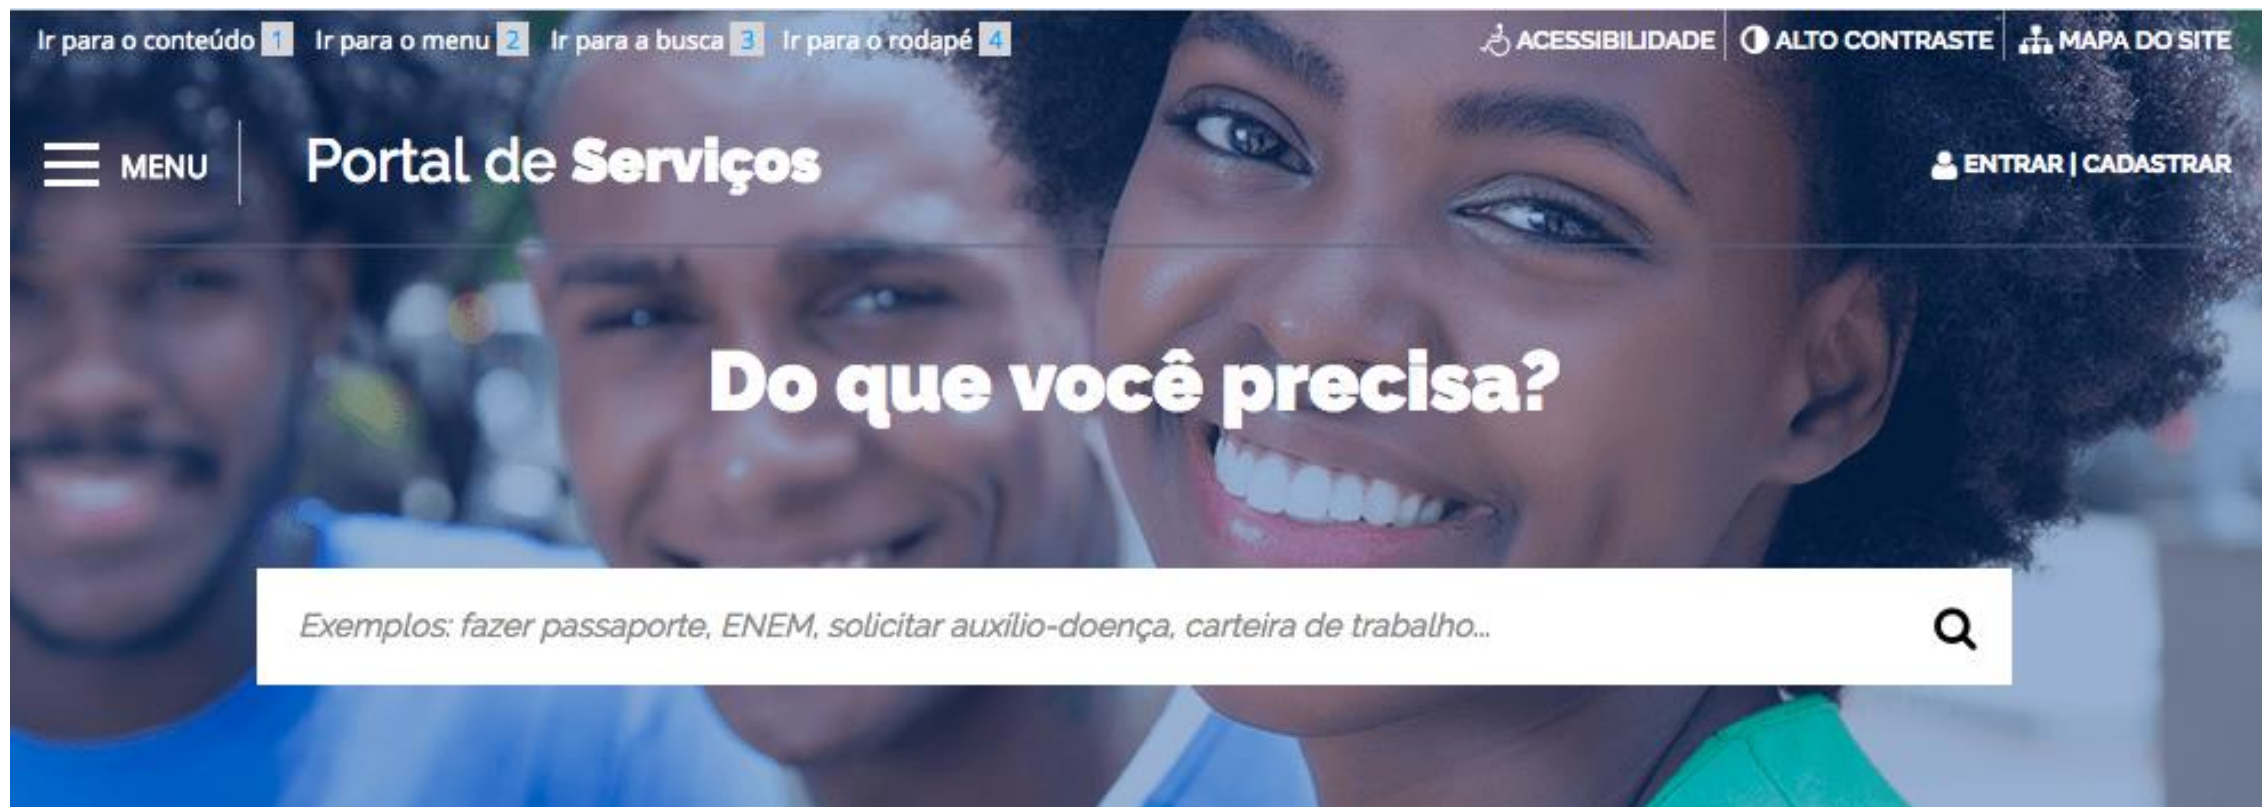 Ir para o conteúdo 1 Ir para o menu 2 Ir para a busca 3 Ir para o rodapé 4 ACESSIBILIDADE ALTO CONTRASTE MAPA DO SITE
MENU Portal de Serviços ENTRAR | CADASTRAR
Do que você precisa?
Exemplos: fazer passaporte, ENEM, solicitar auxílio-doença, carteira de trabalho...